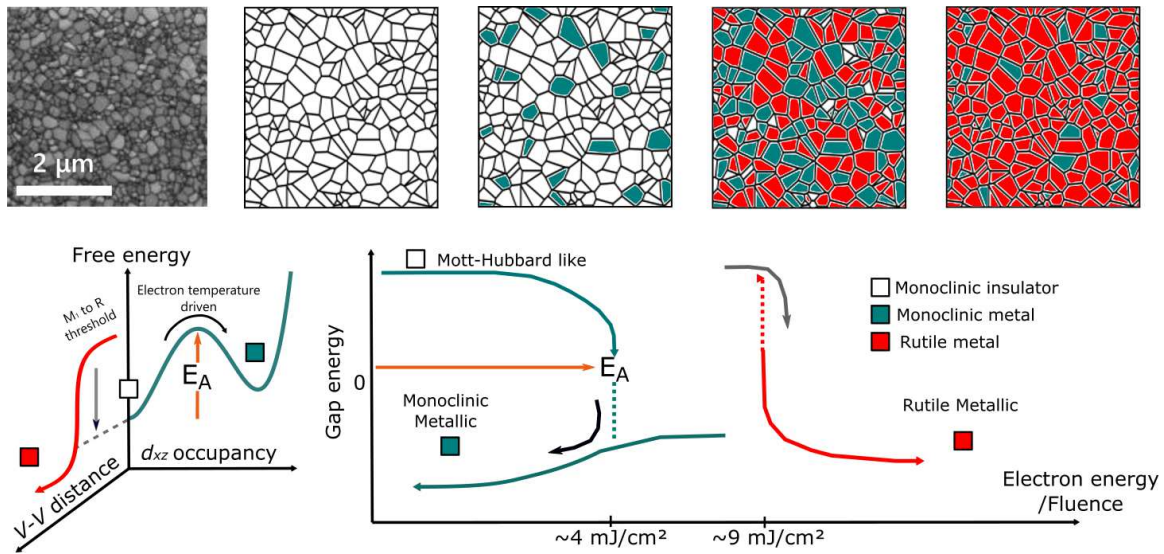 2 μm
Free energy
M₁ to R
threshold
Electron temperature
driven
E_A
V-V distance
d_xz occupancy
Gap energy
0
Mott-Hubbard like
E_A
Monoclinic
Metallic
Monoclinic insulator
Monoclinic metal
Rutile metal
Rutile Metallic
Electron energy
/Fluence
~4 mJ/cm²
~9 mJ/cm²